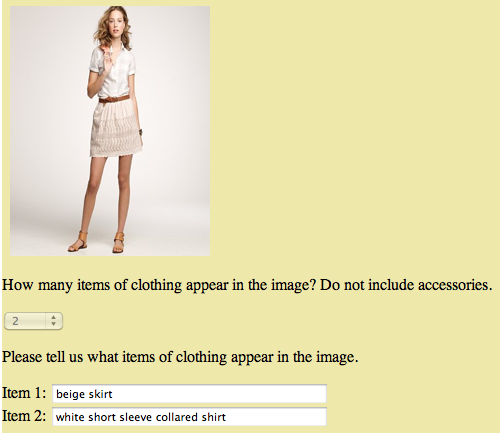 How many items of clothing appear in the image? Do not include accessories.
2
Please tell us what items of clothing appear in the image.
Item 1: beige skirt
Item 2: white short sleeve collared shirt